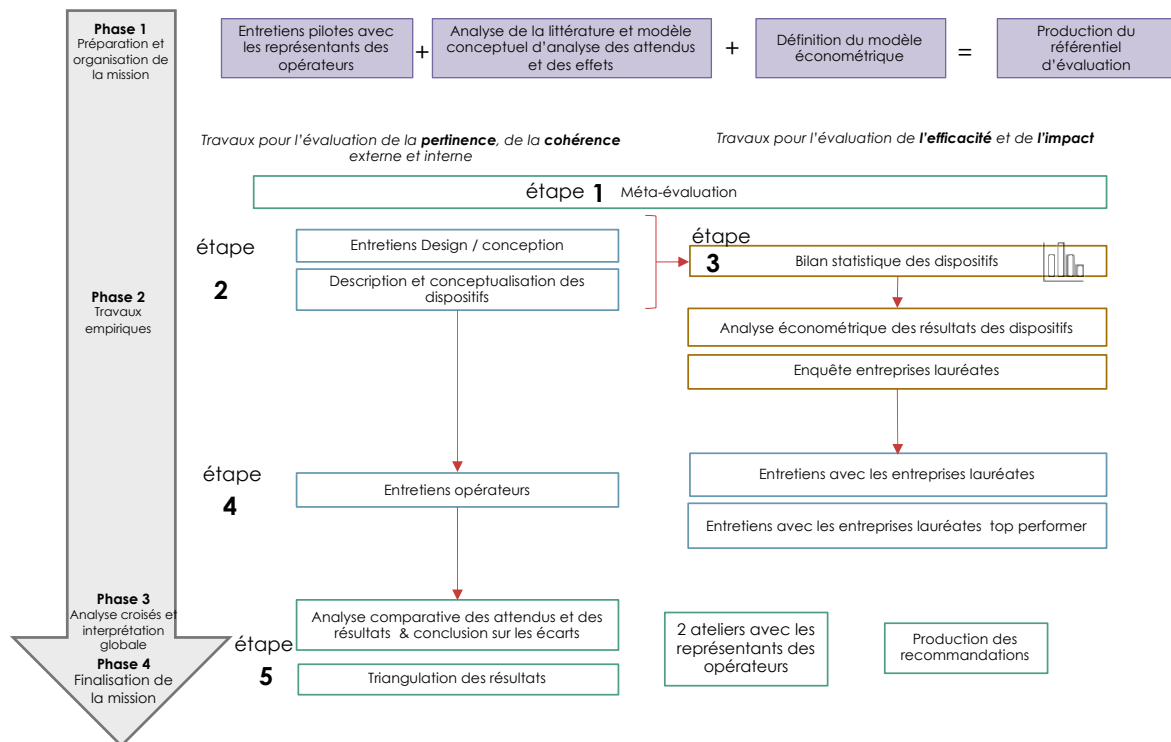 Phase 1
Préparation et
organisation de
la mission
Entretiens pilotes avec
les représentants des
opérateurs
+
Analyse de la littérature et modèle
conceptuel d'analyse des attendus
et des effets
+
Définition du modèle
économétrique
=
Production du
référentiel
d'évaluation
Travaux pour l'évaluation de la pertinence, de la cohérence
externe et interne
Travaux pour l'évaluation de l'efficacité et de l'impact
étape 1 Méta-évaluation
Phase 2
Travaux
empiriques
étape
2
Entretiens Design / conception
Description et conceptualisation des
dispositifs
étape
3
Bilan statistique des dispositifs
Analyse économétrique des résultats des dispositifs
Enquête entreprises lauréates
étape
4
Entretiens opérateurs
Entretiens avec les entreprises lauréates
Entretiens avec les entreprises lauréates top performer
Phase 3
Analyse croisés et
interprétation
globale
Phase 4
Finalisation de
la mission
étape
5
Analyse comparative des attendus et des
résultats & conclusion sur les écarts
Triangulation des résultats
2 ateliers avec les
représentants des
opérateurs
Production des
recommandations